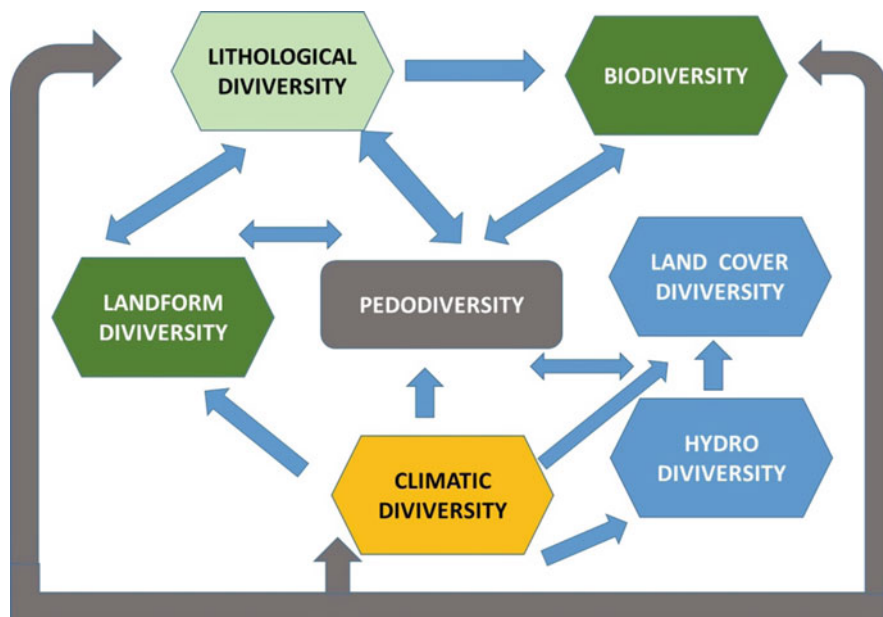 LITHOLOGICAL
DIVIVERSITY
BIODIVERSITY
LANDFORM
DIVIVERSITY
PEDODIVERSITY
LAND COVER
DIVIVERSITY
CLIMATIC
DIVIVERSITY
HYDRO
DIVIVERSITY